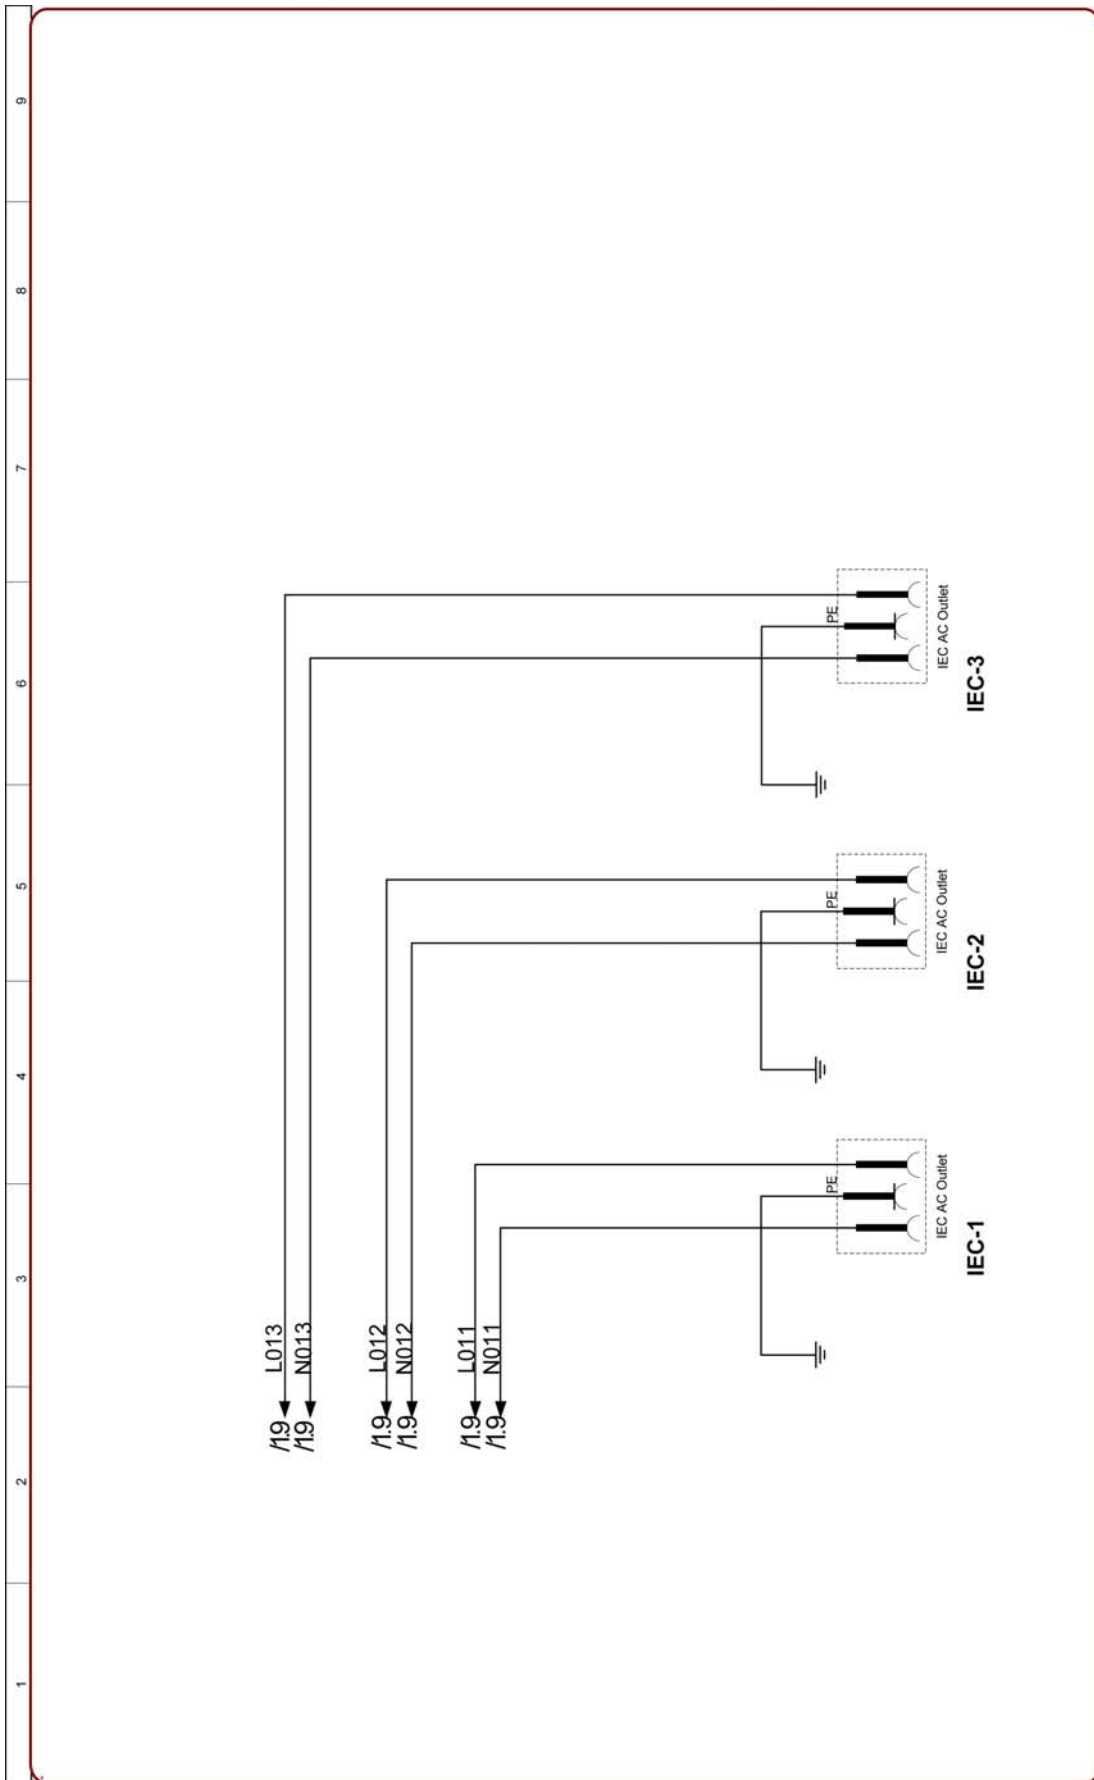 1 2 3 4 5 6 7 8 9
/1.9 L013
/1.9 N013
/1.9 L012
/1.9 N012
/1.9 L011
/1.9 N011
PE PE PE
IEC AC Outlet IEC AC Outlet IEC AC Outlet
IEC-1 IEC-2 IEC-3